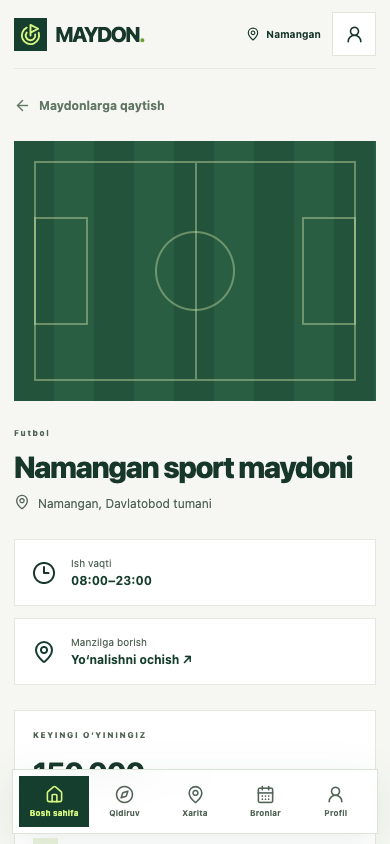 MAYDON.
Namangan
Maydonlarga qaytish
Futbol
Namangan sport maydoni
Namangan, Davlatobod tumani
Ish vaqti
08:00–23:00
Manzilga borish
Yo‘nalishni ochish ↗
KEYINGI O‘YININGIZ
Bosh sahifa
Qidiruv
Xarita
Bronlar
Profil